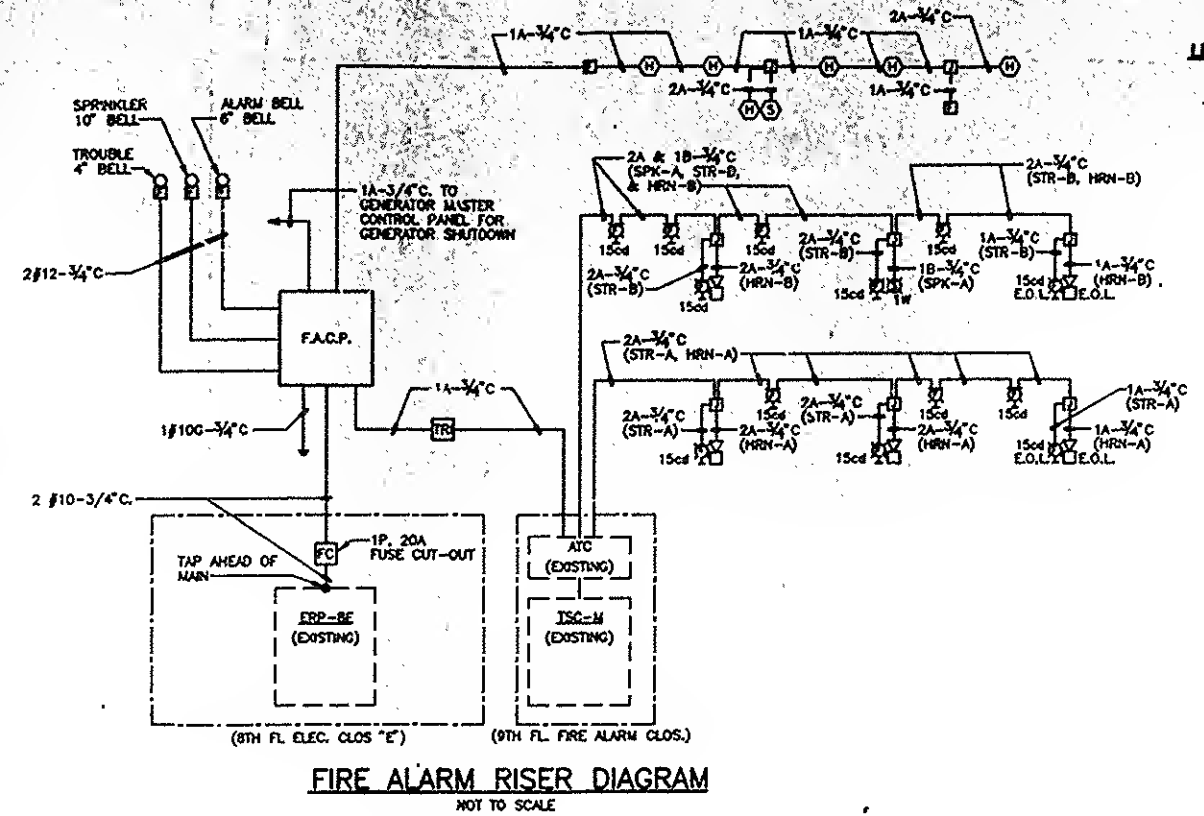 1A-3/4"C
1A-3/4"C
2A-3/4"C
H
H
H
H
H
2A-3/4"C
1A-3/4"C
H
S
SPRINKLER
10" BELL
ALARM BELL
6" BELL
TROUBLE
4" BELL
1A-3/4"C. TO
GENERATOR MASTER
CONTROL PANEL FOR
GENERATOR SHUTDOWN
2#12-3/4"C
2A & 1B-3/4"C
(SPK-A, STR-B,
& HRN-B)
2A-3/4"C
(STR-B, HRN-B)
15cd
15cd
15cd
15cd
2A-3/4"C
(STR-B)
2A-3/4"C
(HRN-B)
15cd
2A-3/4"C
(STR-B)
1B-3/4"C
(SPK-A)
15cd
1W
1A-3/4"C
(STR-B)
1A-3/4"C
(HRN-B)
15cd
E.O.L.
E.O.L.
F.A.C.P.
2A-3/4"C
(STR-A, HRN-A)
15cd
15cd
15cd
2A-3/4"C
(STR-A)
2A-3/4"C
(HRN-A)
15cd
2A-3/4"C
(STR-A)
2A-3/4"C
(HRN-A)
15cd
1A-3/4"C
(STR-A)
1A-3/4"C
(HRN-A)
15cd
E.O.L.
E.O.L.
1A-3/4"C
TR
1#10G-3/4"C
2 #10-3/4"C.
FC
1P, 20A
FUSE CUT-OUT
TAP AHEAD OF
MAIN
ERP-8E
(EXISTING)
ATC
(EXISTING)
TSC-M
(EXISTING)
(8TH FL ELEC. CLOS "E")
(9TH FL. FIRE ALARM CLOS.)
FIRE ALARM RISER DIAGRAM
NOT TO SCALE